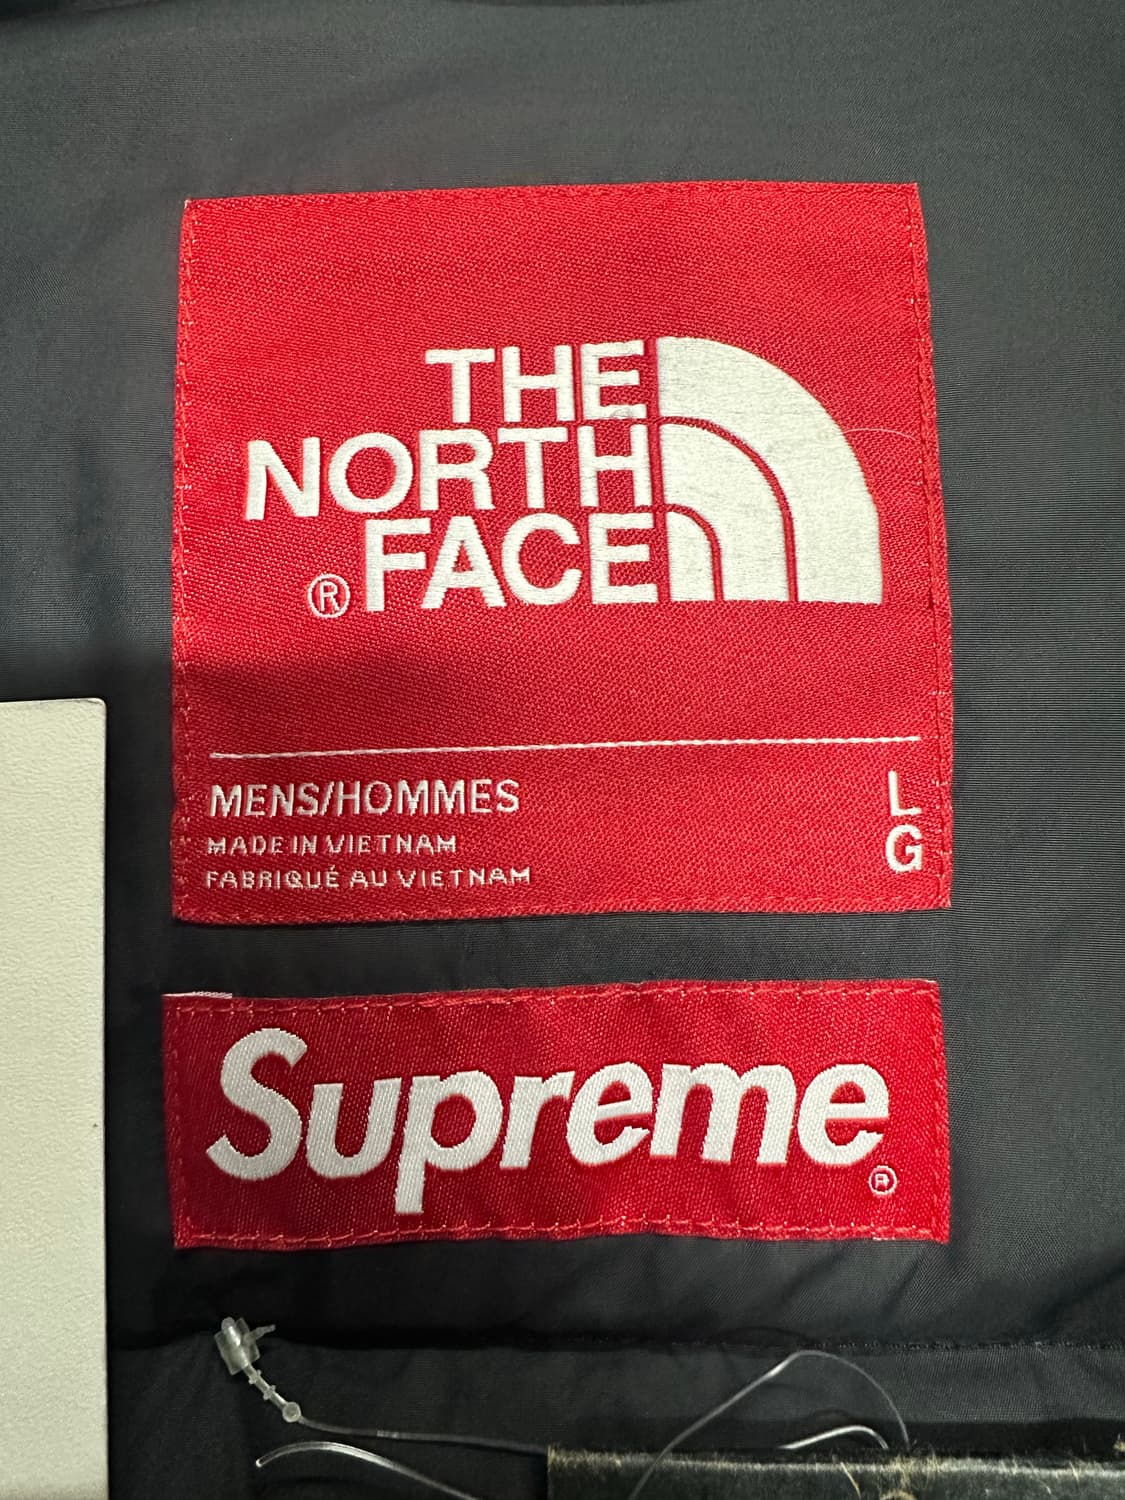 THE
NORTH
FACE
®
MENS/HOMMES
MADE IN VIETNAM
FABRIQUÉ AU VIETNAM
L
G
Supreme
®